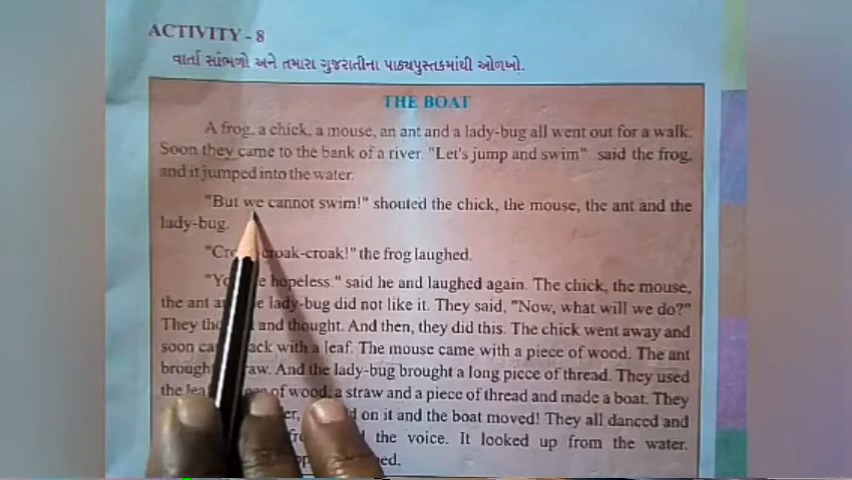 ACTIVITY - 8
વાર્તા સાંભળો અને તમારા ગુજરાતીના પાઠ્યપુસ્તકમાંથી ઓળખો.
THE BOAT
A frog, a chick, a mouse, an ant and a lady-bug all went out for a walk.
Soon they came to the bank of a river. "Let's jump and swim". said the frog,
and it jumped into the water.
"But we cannot swim!" shouted the chick, the mouse, the ant and the
lady-bug.
croak-croak!" the frog laughed.
hopeless." said he and laughed again. The chick, the mouse,
the ant lady-bug did not like it. They said, "Now, what will we do?"
They and thought. And then, they did this. The chick went away and
soon with a leaf. The mouse came with a piece of wood. The ant
And the lady-bug brought a long piece of thread. They used
the of wood, a straw and a piece of thread and made a boat. They
on it and the boat moved! They all danced and
the voice. It looked up from the water.